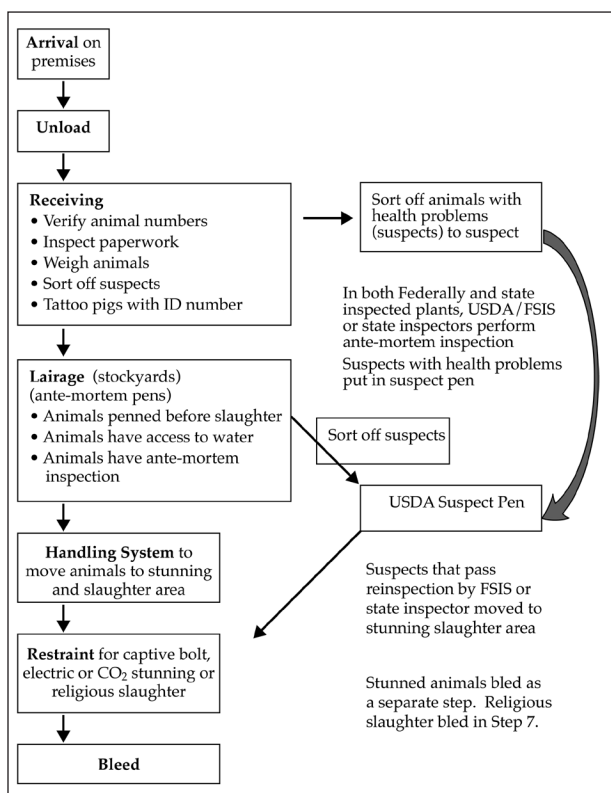 Arrival on
premises
Unload
Receiving
• Verify animal numbers
• Inspect paperwork
• Weigh animals
• Sort off suspects
• Tattoo pigs with ID number
Sort off animals with
health problems
(suspects) to suspect
In both Federally and state
inspected plants, USDA/FSIS
or state inspectors perform
ante-mortem inspection
Suspects with health problems
put in suspect pen
Lairage (stockyards)
(ante-mortem pens)
• Animals penned before slaughter
• Animals have access to water
• Animals have ante-mortem
inspection
Sort off suspects
USDA Suspect Pen
Handling System to
move animals to stunning
and slaughter area
Suspects that pass
reinspection by FSIS or
state inspector moved to
stunning slaughter area
Restraint for captive bolt,
electric or CO₂ stunning or
religious slaughter
Stunned animals bled as
a separate step. Religious
slaughter bled in Step 7.
Bleed